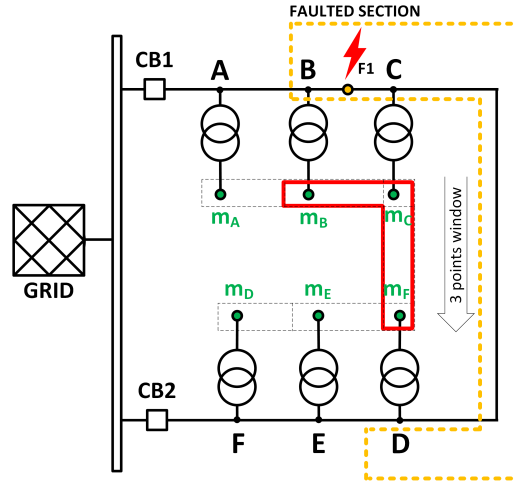 FAULTED SECTION
CB1
A
B
F1
C
mA
mB
mC
3 points window
GRID
mD
mE
mF
CB2
F
E
D